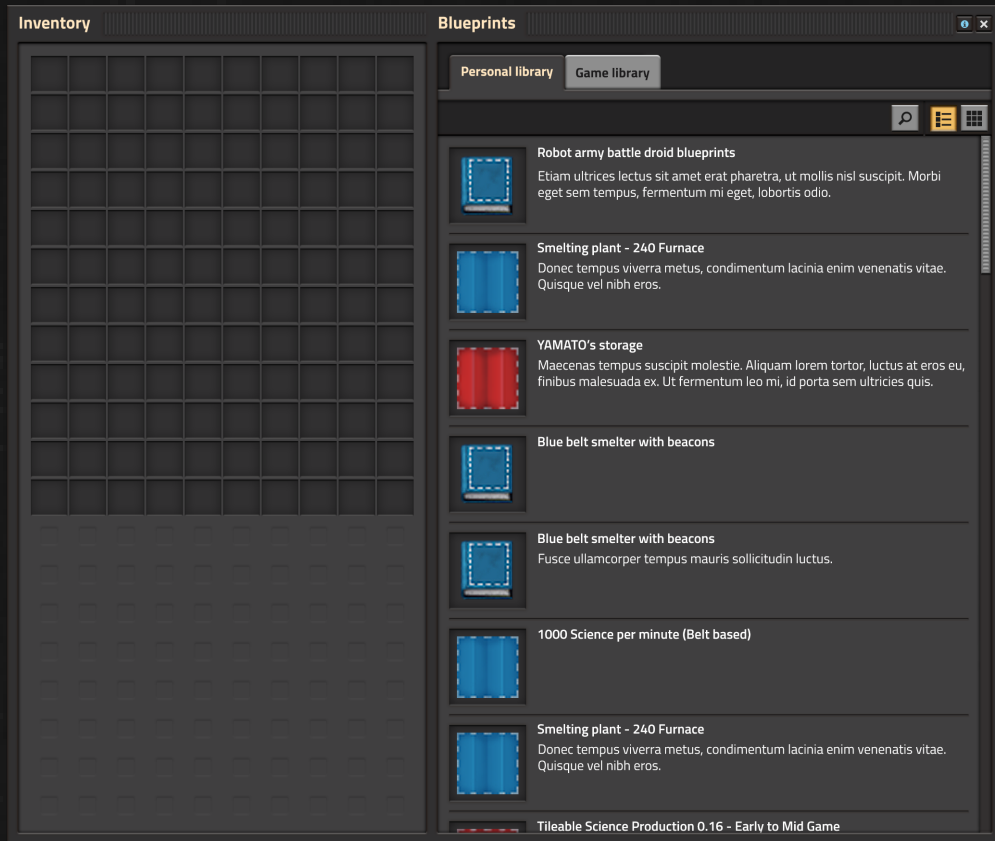 Inventory
Blueprints
Personal library
Game library
Robot army battle droid blueprints
Etiam ultrices lectus sit amet erat pharetra, ut mollis nisl suscipit. Morbi
eget sem tempus, fermentum mi eget, lobortis odio.
Smelting plant - 240 Furnace
Donec tempus viverra metus, condimentum lacinia enim venenatis vitae.
Quisque vel nibh eros.
YAMATO's storage
Maecenas tempus suscipit molestie. Aliquam lorem tortor, luctus at eros eu,
finibus malesuada ex. Ut fermentum leo mi, id porta sem ultricies quis.
Blue belt smelter with beacons
Blue belt smelter with beacons
Fusce ullamcorper tempus mauris sollicitudin luctus.
1000 Science per minute (Belt based)
Smelting plant - 240 Furnace
Donec tempus viverra metus, condimentum lacinia enim venenatis vitae.
Quisque vel nibh eros.
Tileable Science Production 0.16 - Early to Mid Game